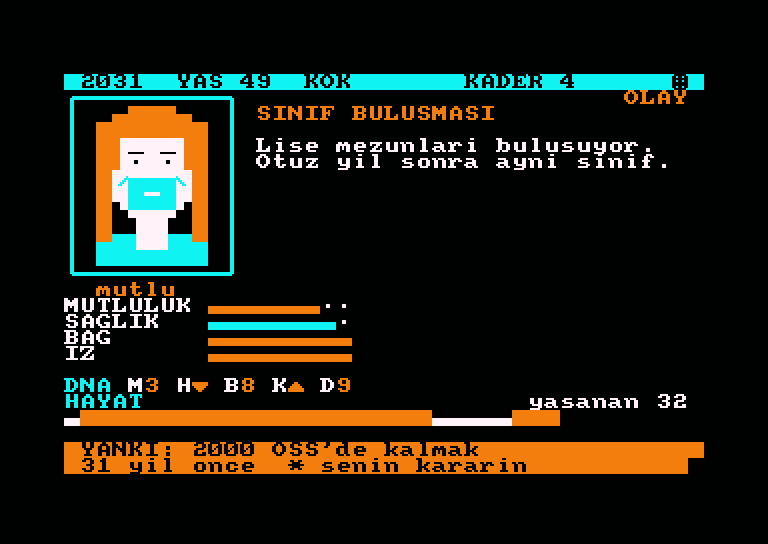 2031 YAS 49 KOK KADER 4
OLAY
SINIF BULUSMASI
Lise mezunlari bulusuyor.
Otuz yil sonra ayni sinif.
mutlu
MUTLULUK
SAGLIK
BAG
IZ
DNA M3 H▼ B8 K▲ D9
HAYAT yasanan 32
YANKI: 2000 OSS'de kalmak
31 yil once * senin kararin